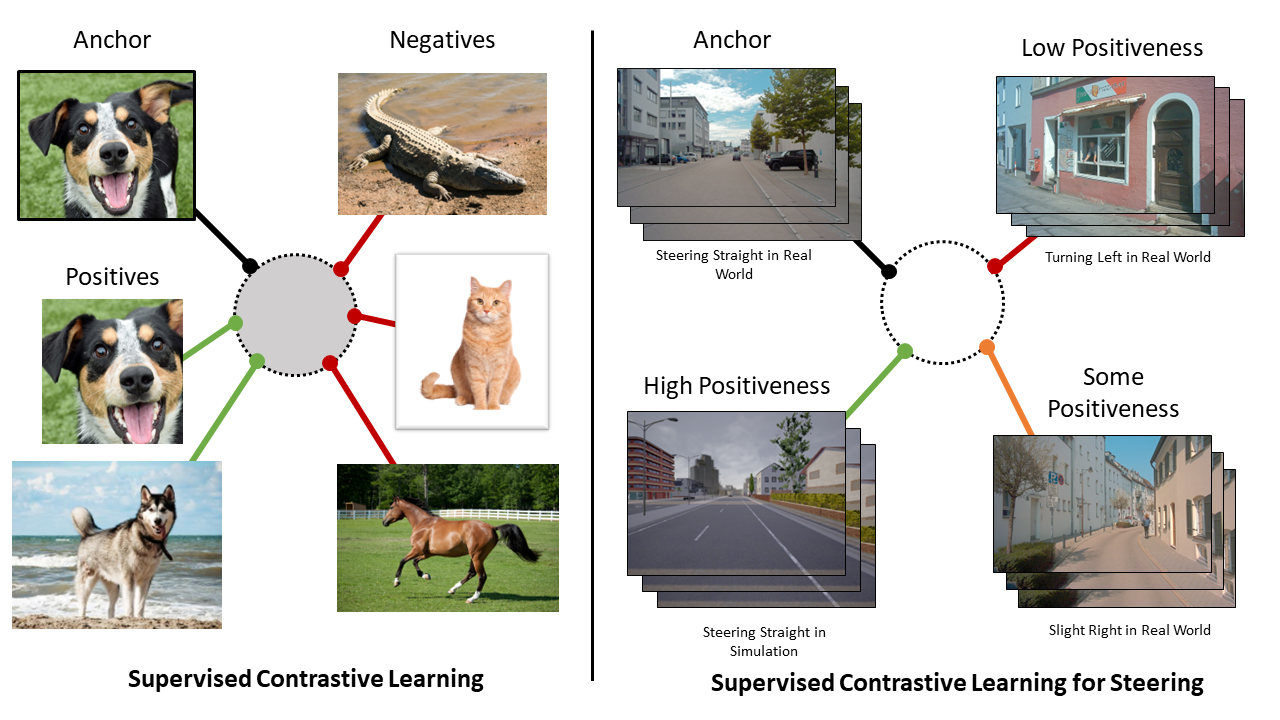 Anchor
Negatives
Positives
Supervised Contrastive Learning
Anchor
Low Positiveness
Steering Straight in Real
World
Turning Left in Real World
High Positiveness
Some
Positiveness
Steering Straight in
Simulation
Slight Right in Real World
Supervised Contrastive Learning for Steering